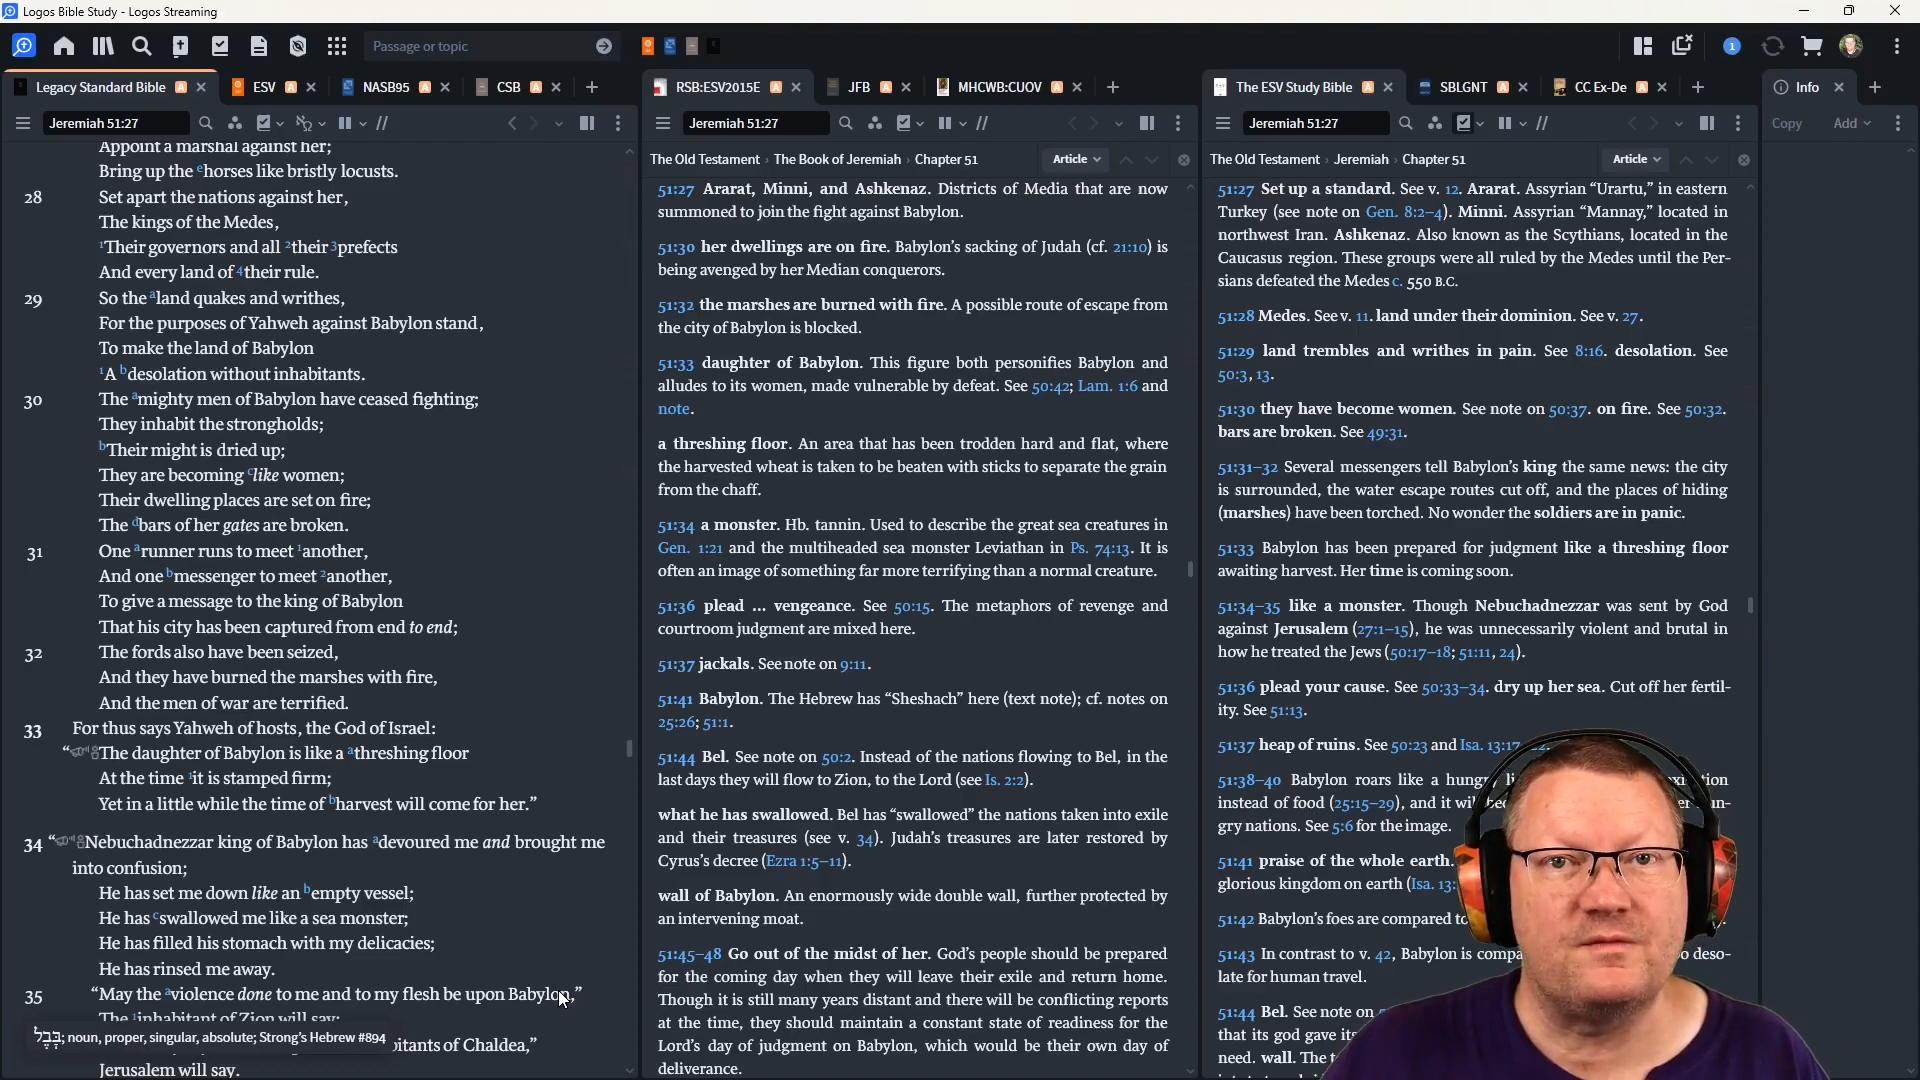 Logos Bible Study - Logos Streaming
Passage or topic
1
Legacy Standard Bible A
ESV A
NASB95 A
CSB A
RSB:ESV2015E A
JFB A
MHCWB:CUOV A
The ESV Study Bible A
SBLGNT A
CC Ex-De A
Info
Jeremiah 51:27
Jeremiah 51:27
Jeremiah 51:27
Copy
Add
Appoint a marshal against her;
Bring up the ehorses like bristly locusts.
28 Set apart the nations against her,
The kings of the Medes,
1Their governors and all 2their 3prefects
And every land of 4their rule.
29 So the aland quakes and writhes,
For the purposes of Yahweh against Babylon stand,
To make the land of Babylon
1A bdesolation without inhabitants.
30 The amighty men of Babylon have ceased fighting;
They inhabit the strongholds;
bTheir might is dried up;
They are becoming clike women;
Their dwelling places are set on fire;
The dbars of her gates are broken.
31 One arunner runs to meet 1another,
And one bmessenger to meet 2another,
To give a message to the king of Babylon
That his city has been captured from end to end;
32 The fords also have been seized,
And they have burned the marshes with fire,
And the men of war are terrified.
33 For thus says Yahweh of hosts, the God of Israel:
“The daughter of Babylon is like a athreshing floor
At the time 1it is stamped firm;
Yet in a little while the time of bharvest will come for her.”
34 “Nebuchadnezzar king of Babylon has adevoured me and brought me
into confusion;
He has set me down like an bempty vessel;
He has cswallowed me like a sea monster;
He has filled his stomach with my delicacies;
He has rinsed me away.
35 “May the aviolence done to me and to my flesh be upon Babylon,”
The 1inhabitant of Zion will say;
bitants of Chaldea,”
Jerusalem will say.
בָּבֶל; noun, proper, singular, absolute; Strong’s Hebrew #894
The Old Testament › The Book of Jeremiah › Chapter 51
Article
51:27 Ararat, Minni, and Ashkenaz. Districts of Media that are now
summoned to join the fight against Babylon.
51:30 her dwellings are on fire. Babylon’s sacking of Judah (cf. 21:10) is
being avenged by her Median conquerors.
51:32 the marshes are burned with fire. A possible route of escape from
the city of Babylon is blocked.
51:33 daughter of Babylon. This figure both personifies Babylon and
alludes to its women, made vulnerable by defeat. See 50:42; Lam. 1:6 and
note.
a threshing floor. An area that has been trodden hard and flat, where
the harvested wheat is taken to be beaten with sticks to separate the grain
from the chaff.
51:34 a monster. Hb. tannin. Used to describe the great sea creatures in
Gen. 1:21 and the multiheaded sea monster Leviathan in Ps. 74:13. It is
often an image of something far more terrifying than a normal creature.
51:36 plead ... vengeance. See 50:15. The metaphors of revenge and
courtroom judgment are mixed here.
51:37 jackals. See note on 9:11.
51:41 Babylon. The Hebrew has “Sheshach” here (text note); cf. notes on
25:26; 51:1.
51:44 Bel. See note on 50:2. Instead of the nations flowing to Bel, in the
last days they will flow to Zion, to the Lord (see Is. 2:2).
what he has swallowed. Bel has “swallowed” the nations taken into exile
and their treasures (see v. 34). Judah’s treasures are later restored by
Cyrus’s decree (Ezra 1:5–11).
wall of Babylon. An enormously wide double wall, further protected by
an intervening moat.
51:45–48 Go out of the midst of her. God’s people should be prepared
for the coming day when they will leave their exile and return home.
Though it is still many years distant and there will be conflicting reports
at the time, they should maintain a constant state of readiness for the
Lord’s day of judgment on Babylon, which would be their own day of
deliverance.
The Old Testament › Jeremiah › Chapter 51
Article
51:27 Set up a standard. See v. 12. Ararat. Assyrian “Urartu,” in eastern
Turkey (see note on Gen. 8:2–4). Minni. Assyrian “Mannay,” located in
northwest Iran. Ashkenaz. Also known as the Scythians, located in the
Caucasus region. These groups were all ruled by the Medes until the Per-
sians defeated the Medes c. 550 B.C.
51:28 Medes. See v. 11. land under their dominion. See v. 27.
51:29 land trembles and writhes in pain. See 8:16. desolation. See
50:3, 13.
51:30 they have become women. See note on 50:37. on fire. See 50:32.
bars are broken. See 49:31.
51:31–32 Several messengers tell Babylon’s king the same news: the city
is surrounded, the water escape routes cut off, and the places of hiding
(marshes) have been torched. No wonder the soldiers are in panic.
51:33 Babylon has been prepared for judgment like a threshing floor
awaiting harvest. Her time is coming soon.
51:34–35 like a monster. Though Nebuchadnezzar was sent by God
against Jerusalem (27:1–15), he was unnecessarily violent and brutal in
how he treated the Jews (50:17–18; 51:11, 24).
51:36 plead your cause. See 50:33–34. dry up her sea. Cut off her fertil-
ity. See 51:13.
51:37 heap of ruins. See 50:23 and Isa. 13:17
51:38–40 Babylon roars like a hungr
instead of food (25:15–29), and it wil
gry nations. See 5:6 for the image.
51:41 praise of the whole earth.
glorious kingdom on earth (Isa. 13:
51:42 Babylon’s foes are compared to
51:43 In contrast to v. 42, Babylon is compa o deso-
late for human travel.
51:44 Bel. See note on
that its god gave its
need. wall. The